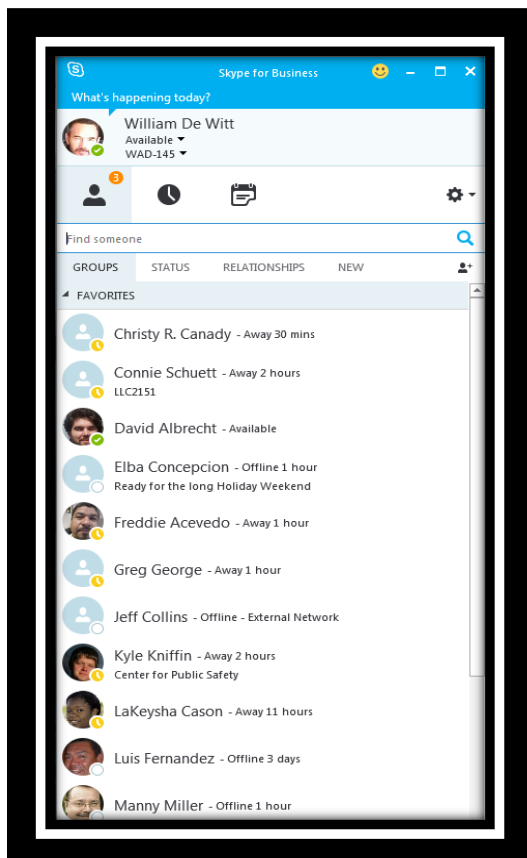 Skype for Business
What's happening today?
William De Witt
Available
WAD-145
3
Find someone
GROUPS STATUS RELATIONSHIPS NEW
FAVORITES
Christy R. Canady - Away 30 mins
Connie Schuett - Away 2 hours
LLC2151
David Albrecht - Available
Elba Concepcion - Offline 1 hour
Ready for the long Holiday Weekend
Freddie Acevedo - Away 1 hour
Greg George - Away 1 hour
Jeff Collins - Offline - External Network
Kyle Kniffin - Away 2 hours
Center for Public Safety
LaKeysha Cason - Away 11 hours
Luis Fernandez - Offline 3 days
Manny Miller - Offline 1 hour